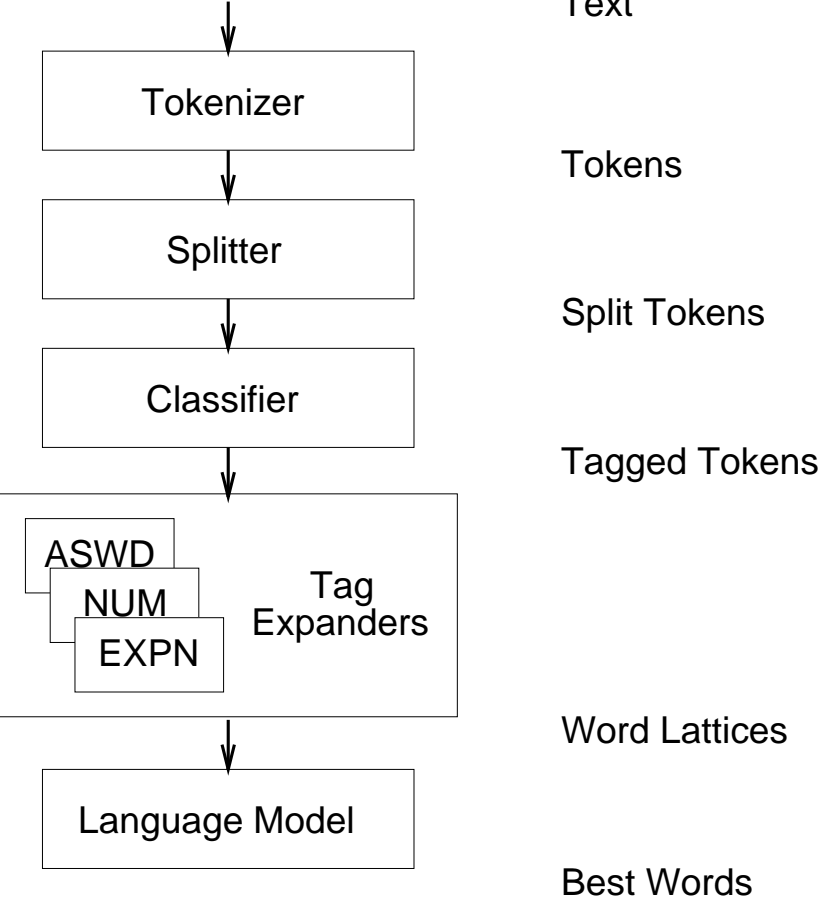 Text
Tokenizer
Tokens
Splitter
Split Tokens
Classifier
Tagged Tokens
ASWD
NUM
EXPN
Tag
Expanders
Word Lattices
Language Model
Best Words